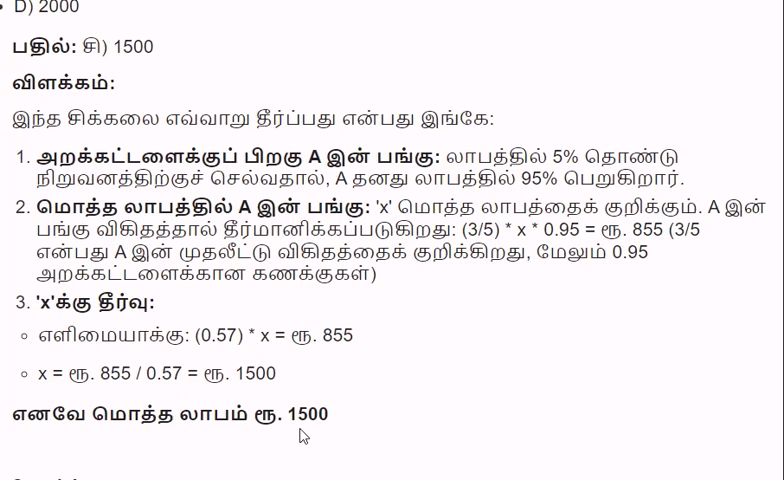 D) 2000
பதில்: சி) 1500
விளக்கம்:
இந்த சிக்கலை எவ்வாறு தீர்ப்பது என்பது இங்கே:
1. அறக்கட்டளைக்குப் பிறகு A இன் பங்கு: லாபத்தில் 5% தொண்டு
நிறுவனத்திற்குச் செல்வதால், A தனது லாபத்தில் 95% பெறுகிறார்.
2. மொத்த லாபத்தில் A இன் பங்கு: 'x' மொத்த லாபத்தைக் குறிக்கும். A இன்
பங்கு விகிதத்தால் தீர்மானிக்கப்படுகிறது: (3/5) * x * 0.95 = ரூ. 855 (3/5
என்பது A இன் முதலீட்டு விகிதத்தைக் குறிக்கிறது, மேலும் 0.95
அறக்கட்டளைக்கான கணக்குகள்)
3. 'x'க்கு தீர்வு:
எளிமையாக்கு: (0.57) * x = ரூ. 855
x = ரூ. 855 / 0.57 = ரூ. 1500
எனவே மொத்த லாபம் ரூ. 1500